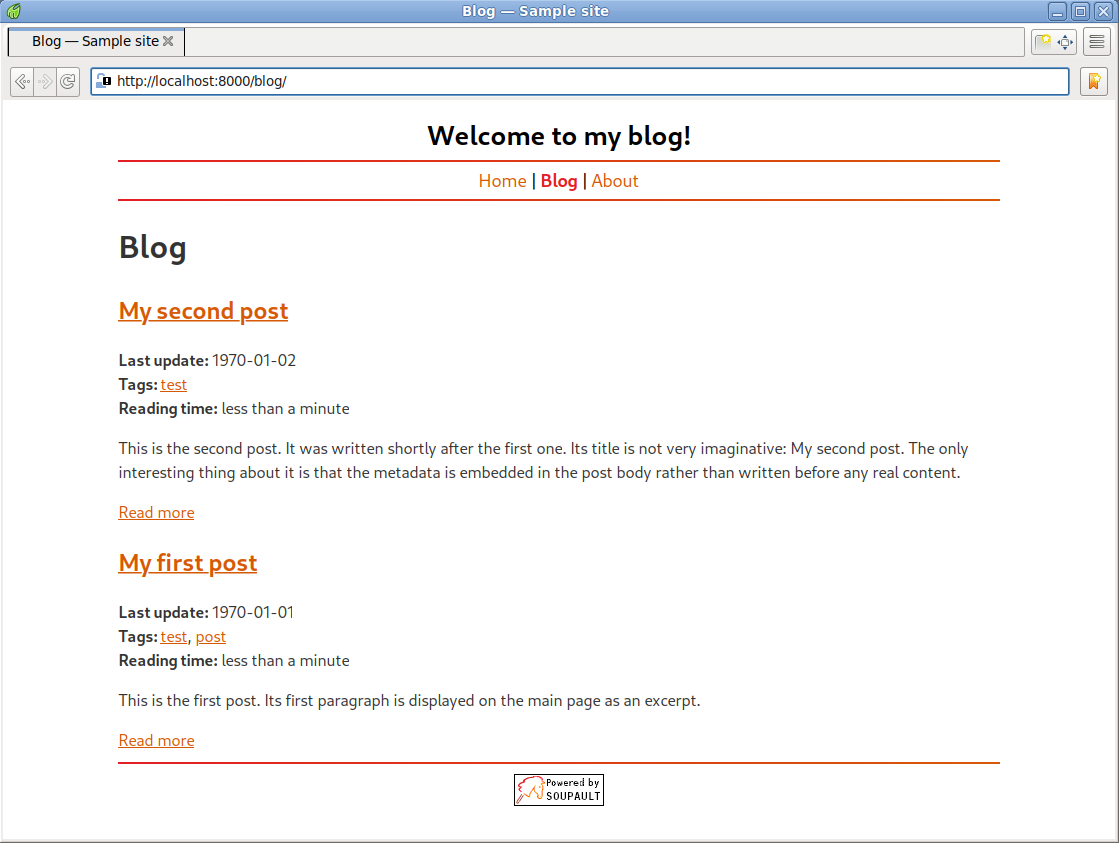 Blog — Sample site
Blog — Sample site
http://localhost:8000/blog/
Welcome to my blog!
Home | Blog | About
Blog
My second post
Last update: 1970-01-02
Tags: test
Reading time: less than a minute
This is the second post. It was written shortly after the first one. Its title is not very imaginative: My second post. The only
interesting thing about it is that the metadata is embedded in the post body rather than written before any real content.
Read more
My first post
Last update: 1970-01-01
Tags: test, post
Reading time: less than a minute
This is the first post. Its first paragraph is displayed on the main page as an excerpt.
Read more
Powered by
SOUPAULT